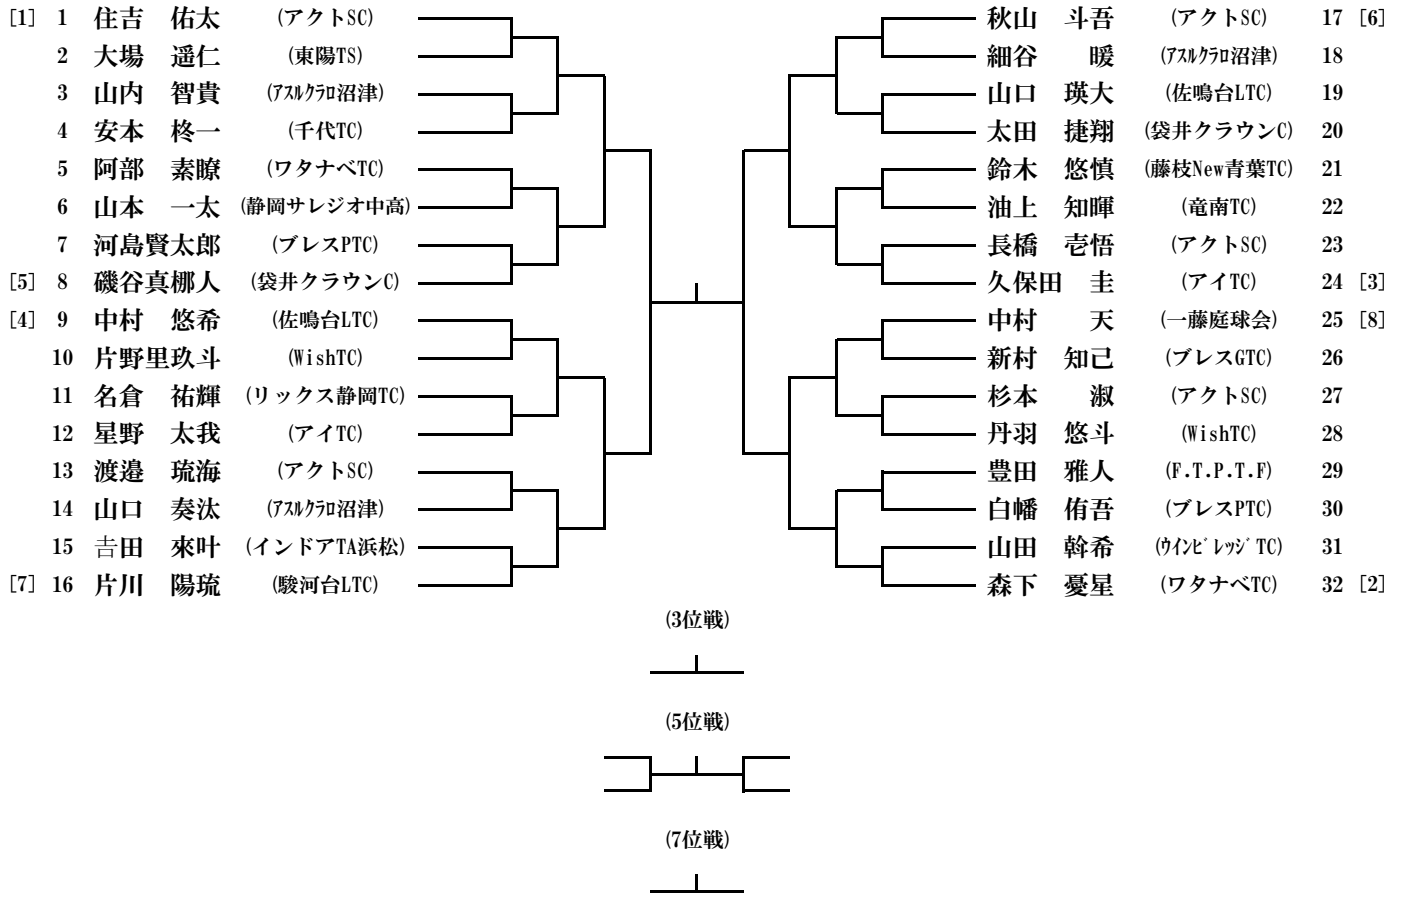 [1] 1 住吉 佑太 (アクトSC)
2 大場 遥仁 (東陽TS)
3 山内 智貴 (ｱｽﾙｸﾗﾛ沼津)
4 安本 柊一 (千代TC)
5 阿部 素瞭 (ワタナベTC)
6 山本 一太 (静岡サレジオ中高)
7 河島賢太郎 (ブレスPTC)
[5] 8 磯谷真梛人 (袋井クラウンC)
[4] 9 中村 悠希 (佐鳴台LTC)
10 片野里玖斗 (WishTC)
11 名倉 祐輝 (リックス静岡TC)
12 星野 太我 (アイTC)
13 渡邉 琉海 (アクトSC)
14 山口 奏汰 (ｱｽﾙｸﾗﾛ沼津)
15 𠮷田 來叶 (インドアTA浜松)
[7] 16 片川 陽琉 (駿河台LTC)
秋山 斗吾 (アクトSC) 17 [6]
細谷 暖 (ｱｽﾙｸﾗﾛ沼津) 18
山口 瑛大 (佐鳴台LTC) 19
太田 捷翔 (袋井クラウンC) 20
鈴木 悠慎 (藤枝New青葉TC) 21
油上 知暉 (竜南TC) 22
長橋 壱悟 (アクトSC) 23
久保田 圭 (アイTC) 24 [3]
中村 天 (一藤庭球会) 25 [8]
新村 知己 (ブレスGTC) 26
杉本 淑 (アクトSC) 27
丹羽 悠斗 (WishTC) 28
豊田 雅人 (F.T.P.T.F) 29
白幡 侑吾 (ブレスPTC) 30
山田 斡希 (ｳｲﾝﾋﾞﾚｯｼﾞTC) 31
森下 憂星 (ワタナベTC) 32 [2]
(3位戦)
(5位戦)
(7位戦)